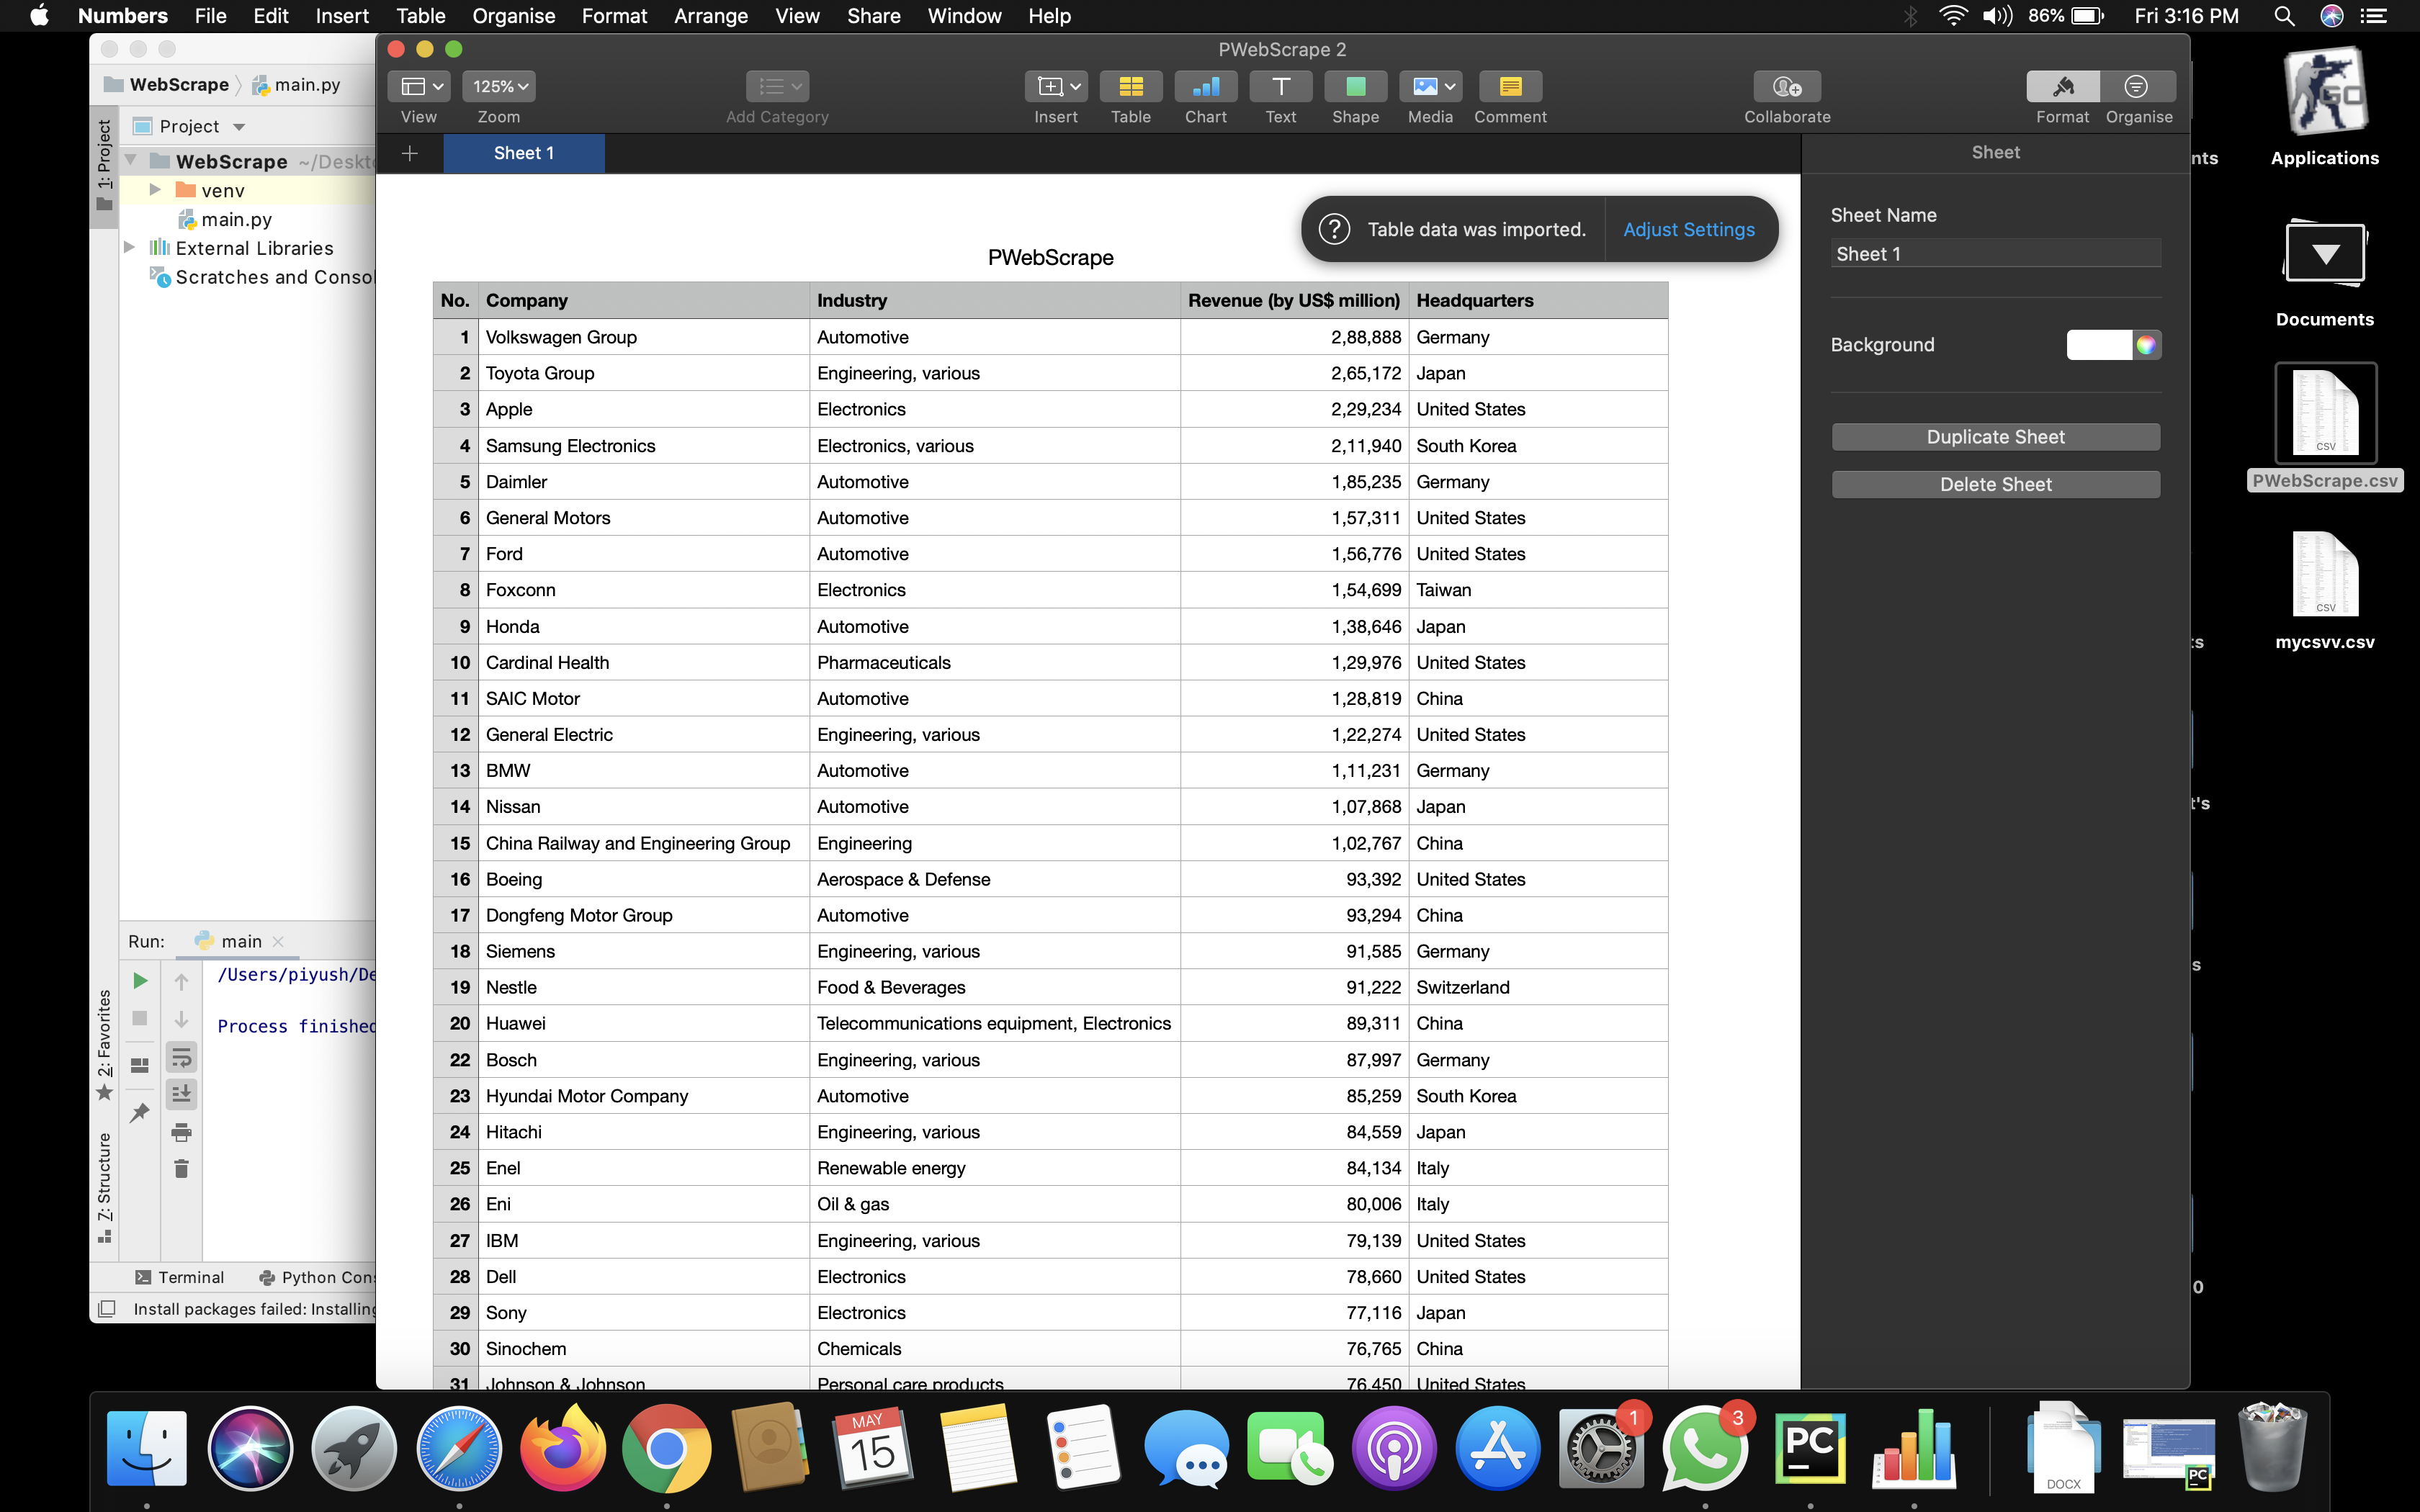 Numbers File Edit Insert Table Organise Format Arrange View Share Window Help 86% Fri 3:16 PM
PWebScrape 2
WebScrape main.py
125%
View Zoom Add Category Insert Table Chart Text Shape Media Comment Collaborate Format Organise
1: Project
Project
Sheet 1
Sheet
WebScrape ~/Deskt
venv
main.py
External Libraries
Scratches and Consol
Table data was imported. Adjust Settings
PWebScrape
No. Company Industry Revenue (by US$ million) Headquarters
1 Volkswagen Group Automotive 2,88,888 Germany
2 Toyota Group Engineering, various 2,65,172 Japan
3 Apple Electronics 2,29,234 United States
4 Samsung Electronics Electronics, various 2,11,940 South Korea
5 Daimler Automotive 1,85,235 Germany
6 General Motors Automotive 1,57,311 United States
7 Ford Automotive 1,56,776 United States
8 Foxconn Electronics 1,54,699 Taiwan
9 Honda Automotive 1,38,646 Japan
10 Cardinal Health Pharmaceuticals 1,29,976 United States
11 SAIC Motor Automotive 1,28,819 China
12 General Electric Engineering, various 1,22,274 United States
13 BMW Automotive 1,11,231 Germany
14 Nissan Automotive 1,07,868 Japan
15 China Railway and Engineering Group Engineering 1,02,767 China
16 Boeing Aerospace & Defense 93,392 United States
17 Dongfeng Motor Group Automotive 93,294 China
18 Siemens Engineering, various 91,585 Germany
19 Nestle Food & Beverages 91,222 Switzerland
20 Huawei Telecommunications equipment, Electronics 89,311 China
22 Bosch Engineering, various 87,997 Germany
23 Hyundai Motor Company Automotive 85,259 South Korea
24 Hitachi Engineering, various 84,559 Japan
25 Enel Renewable energy 84,134 Italy
26 Eni Oil & gas 80,006 Italy
27 IBM Engineering, various 79,139 United States
28 Dell Electronics 78,660 United States
29 Sony Electronics 77,116 Japan
30 Sinochem Chemicals 76,765 China
31 Johnson & Johnson Personal care products 76,450 United States
Sheet Name
Sheet 1
Background
Duplicate Sheet
Delete Sheet
nts
ts
t's
s
0
GO
Applications
Documents
CSV
PWebScrape.csv
CSV
mycsvv.csv
Run: main
/Users/piyush/De
Process finished
2: Favorites
7: Structure
Terminal Python Cons
Install packages failed: Installing
MAY
15
1
3
PC
DOCX
PC